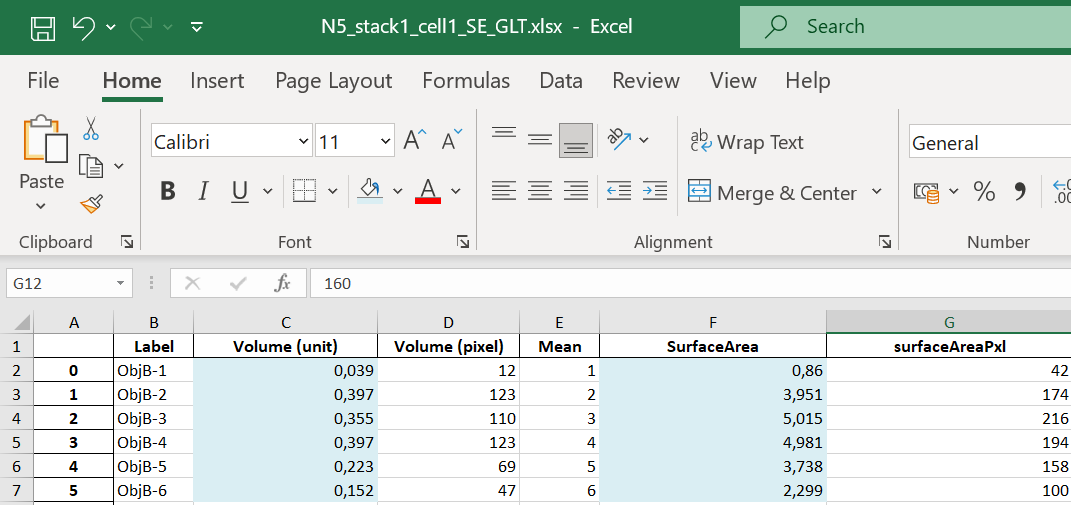 N5_stack1_cell1_SE_GLT.xlsx - Excel
Search
File Home Insert Page Layout Formulas Data Review View Help
Paste
Calibri 11 A A
ab Wrap Text
General
B I U A
Merge & Center
% .00
Clipboard Font Alignment Number
G12 fx 160
A B C D E F G
1 Label Volume (unit) Volume (pixel) Mean SurfaceArea surfaceAreaPxl
2 0 ObjB-1 0,039 12 1 0,86 42
3 1 ObjB-2 0,397 123 2 3,951 174
4 2 ObjB-3 0,355 110 3 5,015 216
5 3 ObjB-4 0,397 123 4 4,981 194
6 4 ObjB-5 0,223 69 5 3,738 158
7 5 ObjB-6 0,152 47 6 2,299 100